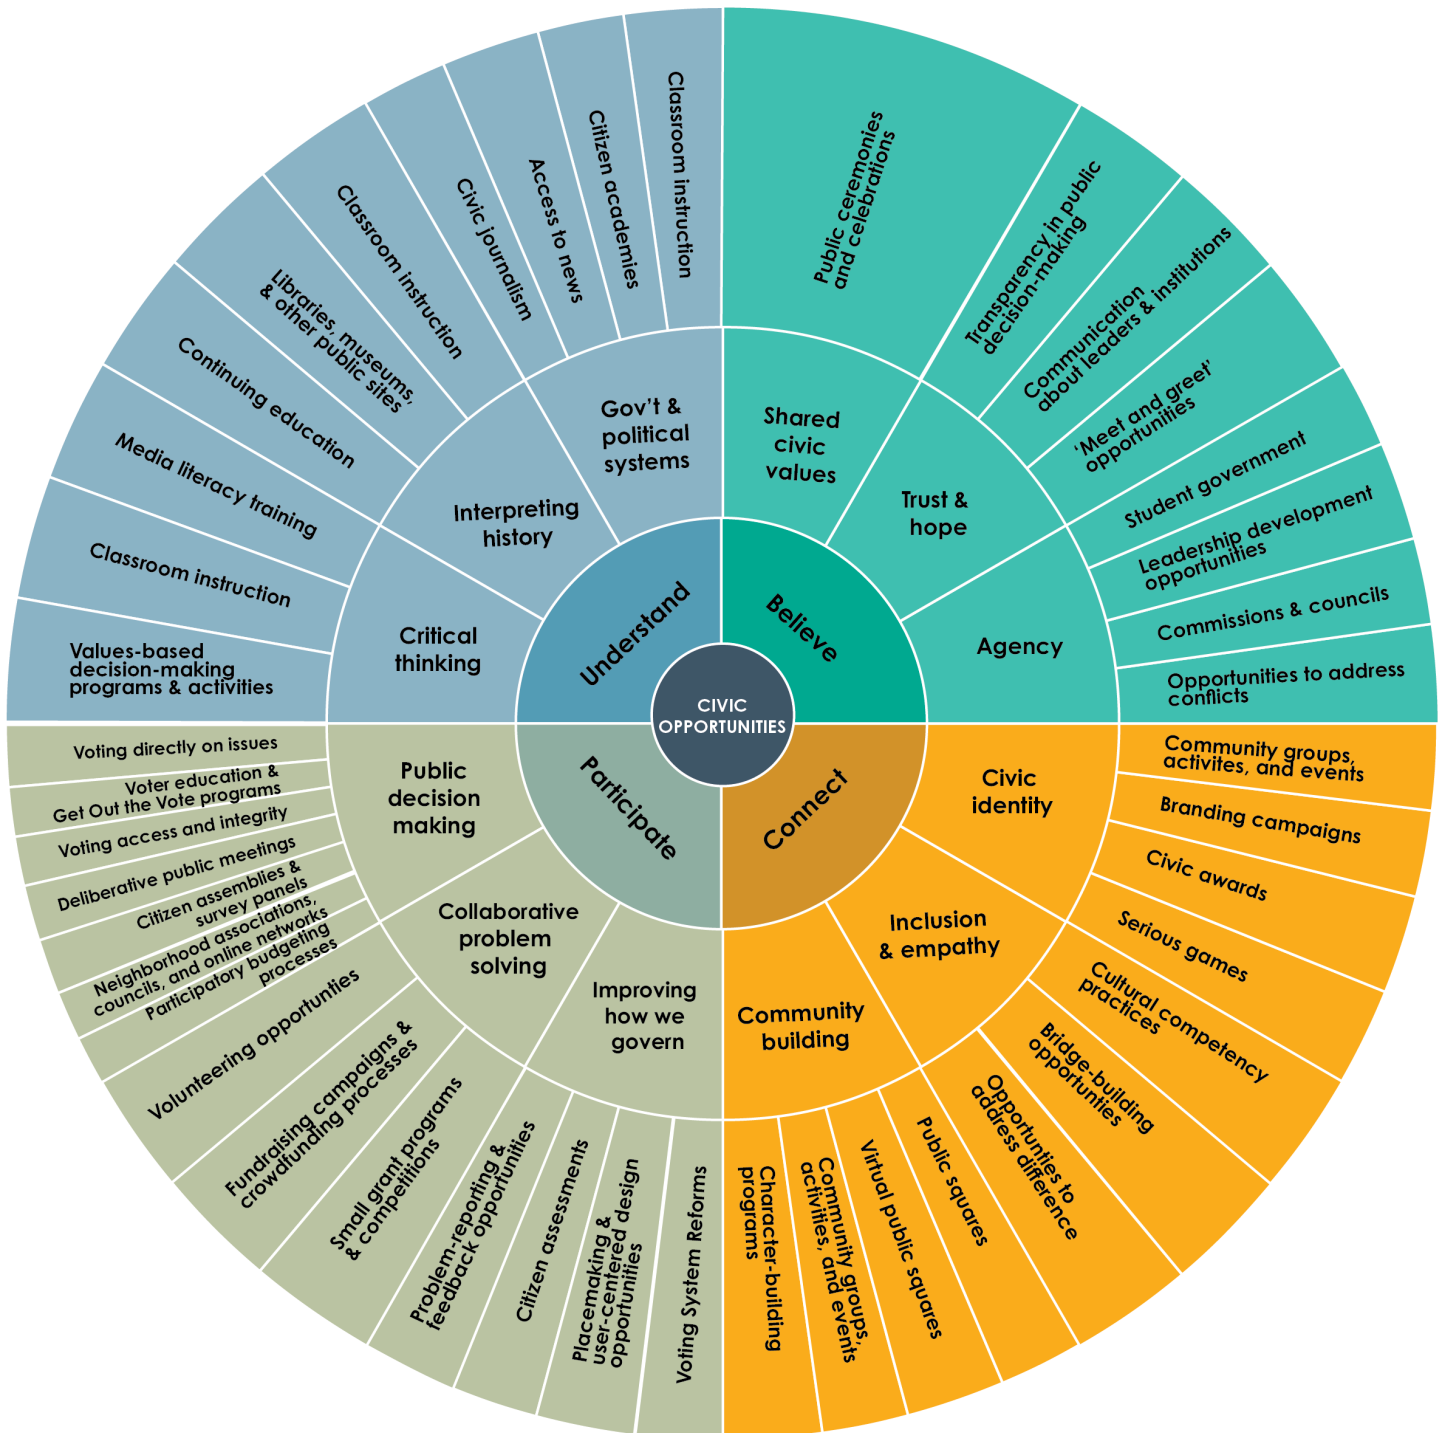 CIVIC
OPPORTUNITIES
Believe
Shared
civic
values
Public ceremonies
and celebrations
Trust &
hope
Transparency in public
decision-making
Communication
about leaders & institutions
'Meet and greet'
opportunities
Agency
Student government
Leadership development
opportunities
Commissions & councils
Opportunities to address
conflicts
Connect
Civic
identity
Community groups,
activites, and events
Branding campaigns
Civic awards
Serious games
Inclusion
& empathy
Cultural competency
practices
Bridge-building
opportunties
Opportunties to
address difference
Community
building
Public squares
Virtual public squares
Community groups,
activities, and events
Character-building
programs
Participate
Improving
how we
govern
Voting System Reforms
Placemaking &
user-centered design
opportunities
Citizen assessments
Problem-reporting &
feedback opportunities
Collaborative
problem
solving
Small grant programs
& competitions
Fundraising campaigns &
crowdfunding processes
Volunteering opportunties
Public
decision
making
Participatory budgeting
processes
Neighborhood associations,
councils, and online networks
Citizen assemblies &
survey panels
Deliberative public meetings
Voting access and integrity
Voter education &
Get Out the Vote programs
Voting directly on issues
Understand
Critical
thinking
Values-based
decision-making
programs & activities
Classroom instruction
Media literacy training
Interpreting
history
Continuing education
Libraries, museums,
& other public sites
Classroom instruction
Gov't &
political
systems
Civic journalism
Access to news
Citizen academies
Classroom instruction